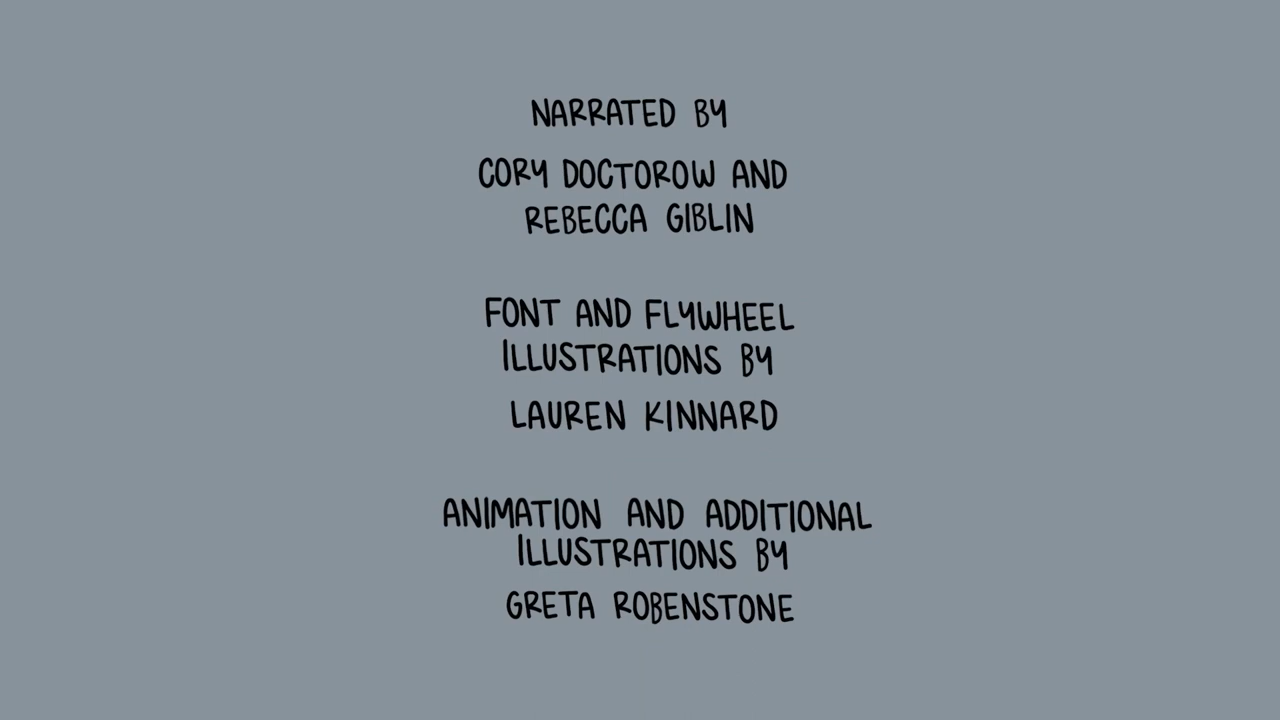 NARRATED BY
CORY DOCTOROW AND
REBECCA GIBLIN
FONT AND FLYWHEEL
ILLUSTRATIONS BY
LAUREN KINNARD
ANIMATION AND ADDITIONAL
ILLUSTRATIONS BY
GRETA ROBENSTONE